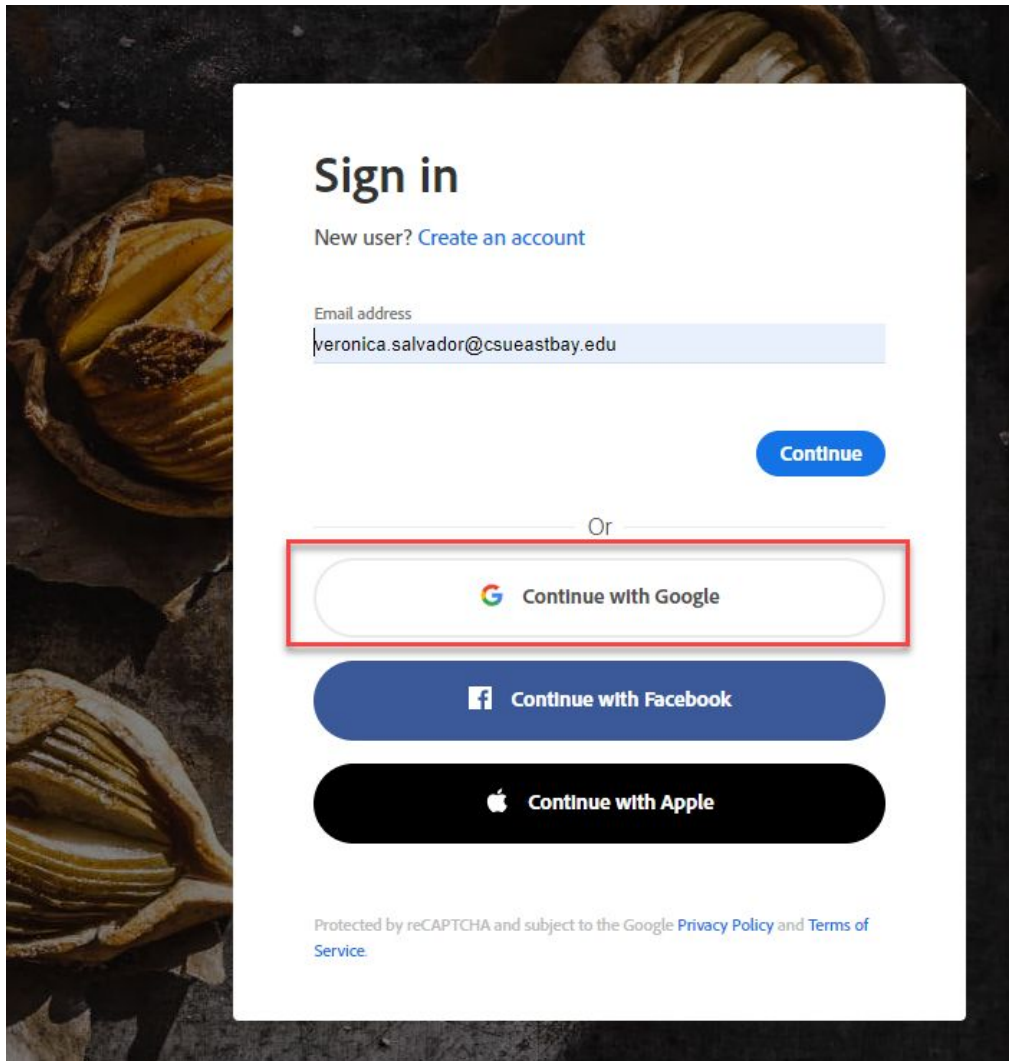 Sign in
New user? Create an account
Email address
veronica.salvador@csueastbay.edu
Continue
Or
Continue with Google
Continue with Facebook
Continue with Apple
Protected by reCAPTCHA and subject to the Google Privacy Policy and Terms of
Service.